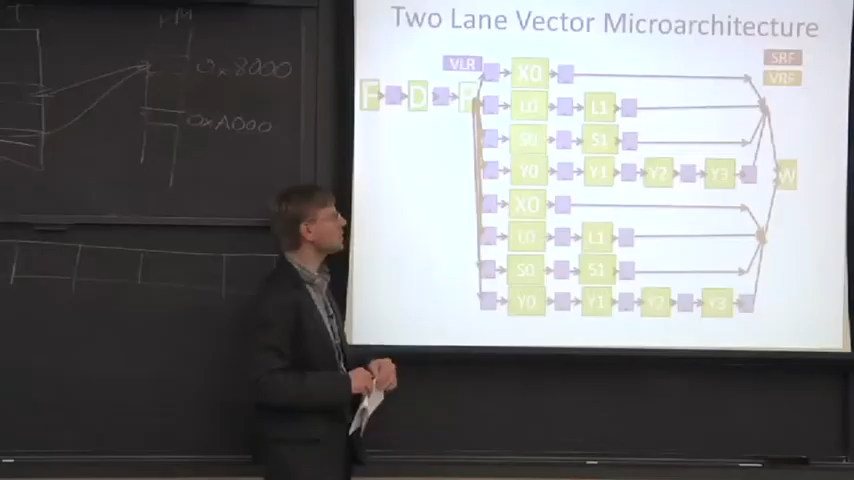 Two Lane Vector Microarchitecture
VLR X0 SRF
VRF
F D R L0 L1
S0 S1
Y0 Y1 Y2 Y3 W
X0
L0 L1
S0 S1
Y0 Y1 Y2 Y3
PM
0x8000
0xA000